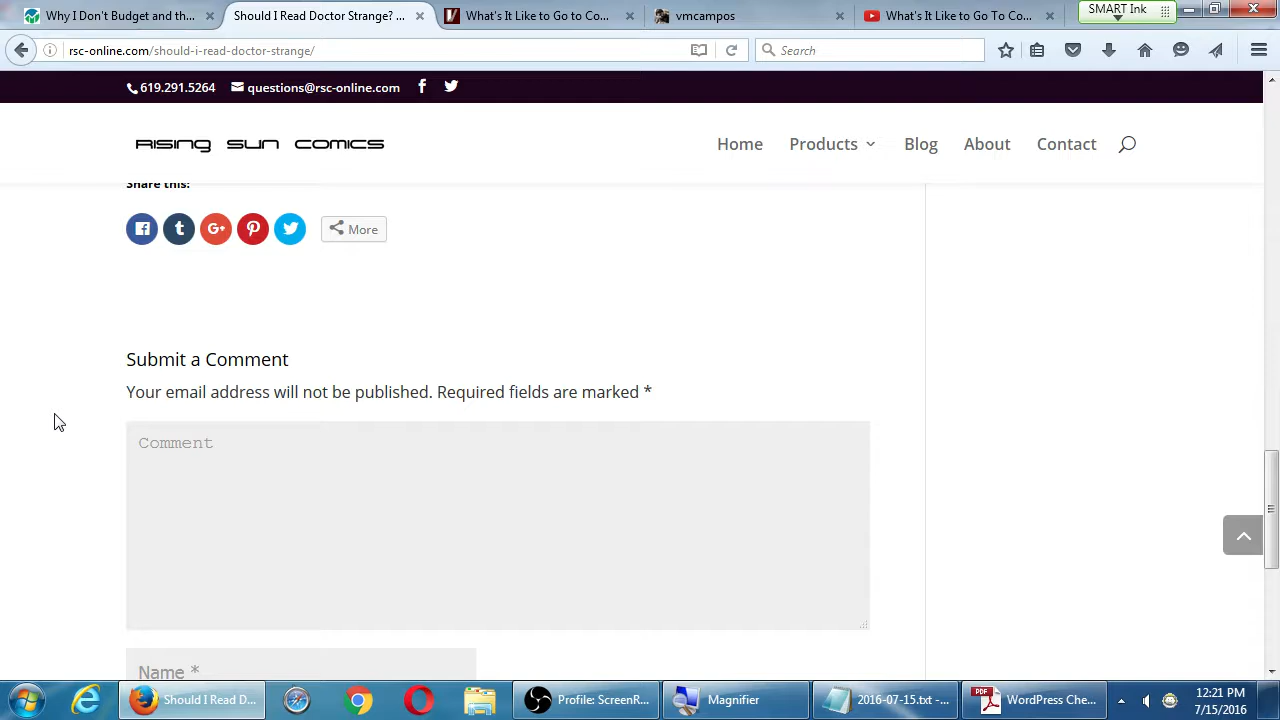 Why I Don't Budget and th...
Should I Read Doctor Strange? ...
What's It Like to Go To Co...
vmcampos
What's It Like to Go To Co...
SMART Ink
rsc-online.com/should-i-read-doctor-strange/
Search
619.291.5264
questions@rsc-online.com
Rising Sun Comics
Home
Products
Blog
About
Contact
Share this:
More
Submit a Comment
Your email address will not be published. Required fields are marked *
Comment
Name *
Should I Read D...
Profile: ScreenR...
Magnifier
2016-07-15.txt -...
PDF
WordPress Che...
12:21 PM
7/15/2016